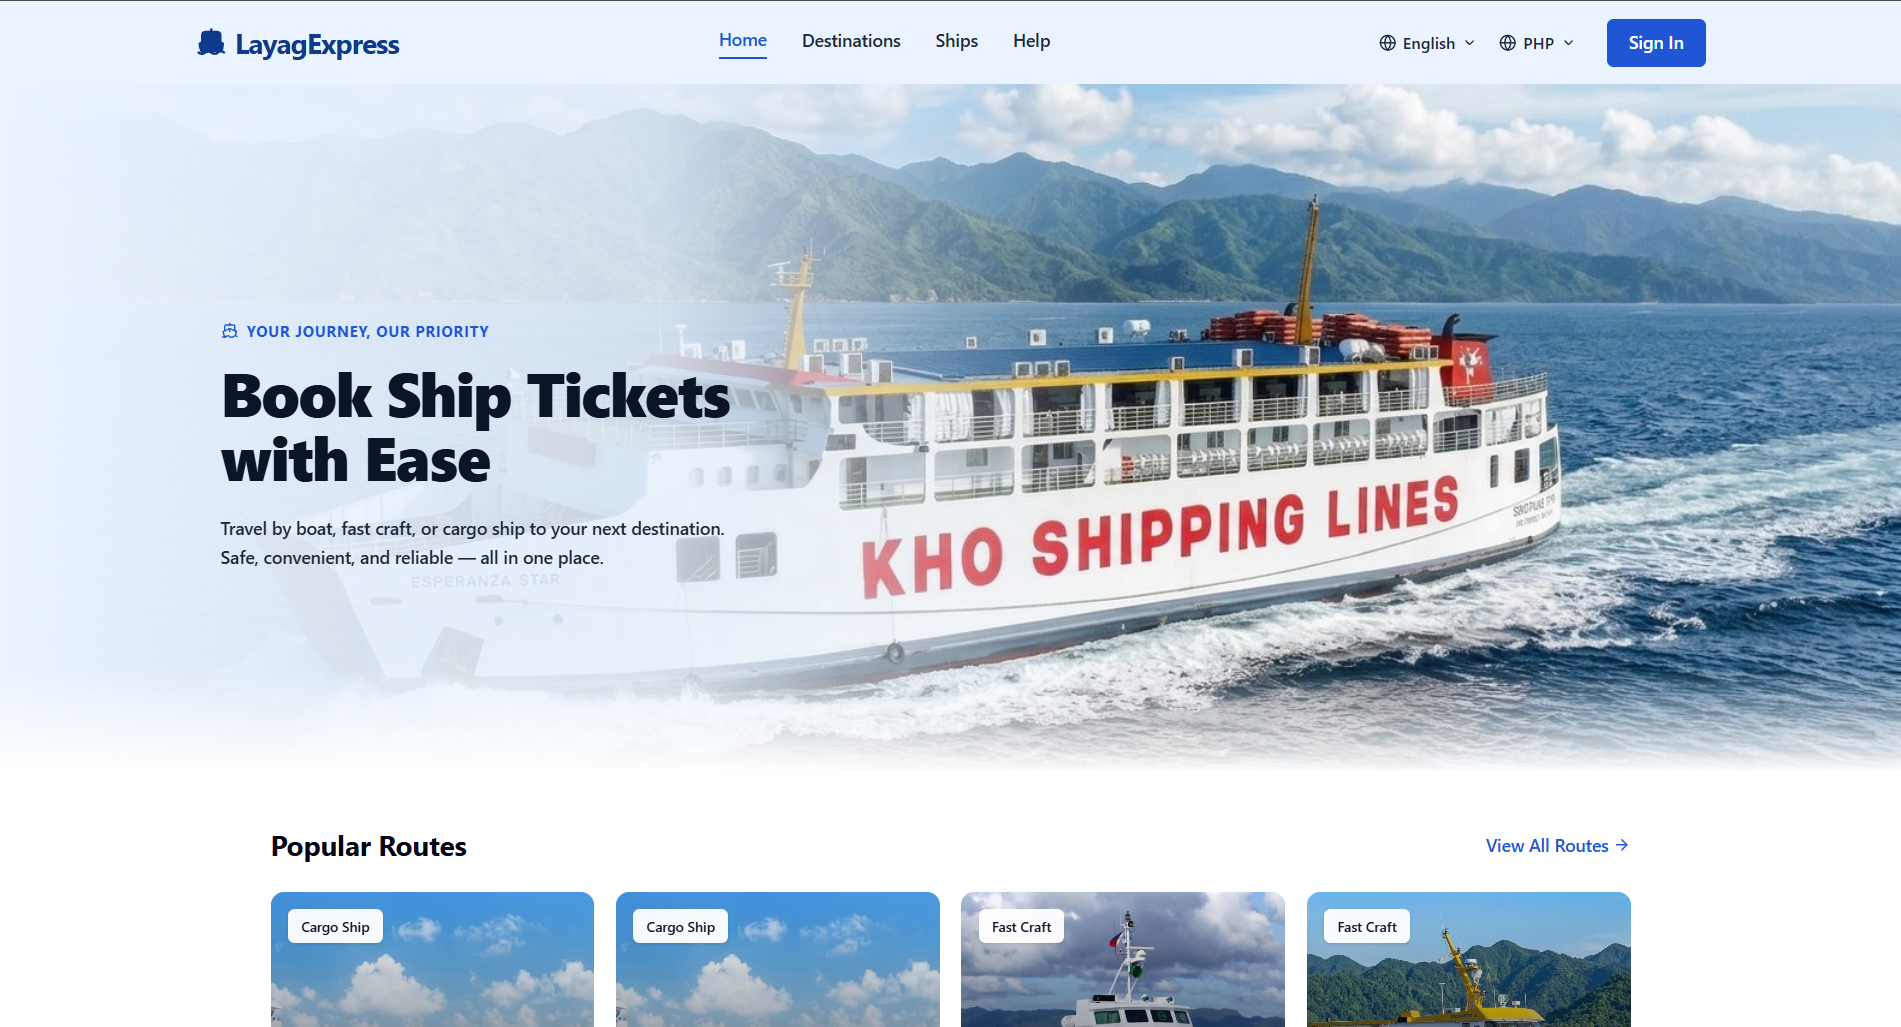 LayagExpress
Home
Destinations
Ships
Help
English
PHP
Sign In
YOUR JOURNEY, OUR PRIORITY
Book Ship Tickets
with Ease
Travel by boat, fast craft, or cargo ship to your next destination.
Safe, convenient, and reliable — all in one place.
ESPERANZA STAR
KHO SHIPPING LINES
Popular Routes
View All Routes
Cargo Ship
Cargo Ship
Fast Craft
Fast Craft